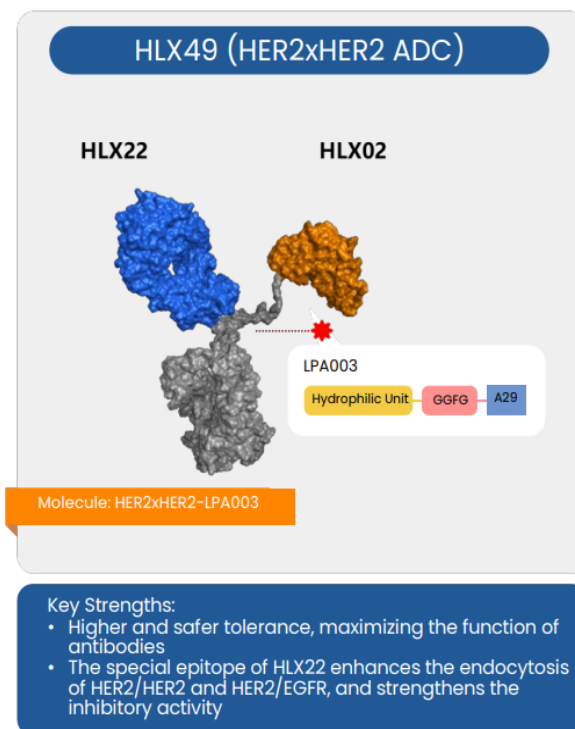 HLX49 (HER2xHER2 ADC)
HLX22
HLX02
LPA003
Hydrophilic Unit
GGFG
A29
Molecule: HER2xHER2-LPA003
Key Strengths:
• Higher and safer tolerance, maximizing the function of
antibodies
• The special epitope of HLX22 enhances the endocytosis
of HER2/HER2 and HER2/EGFR, and strengthens the
inhibitory activity